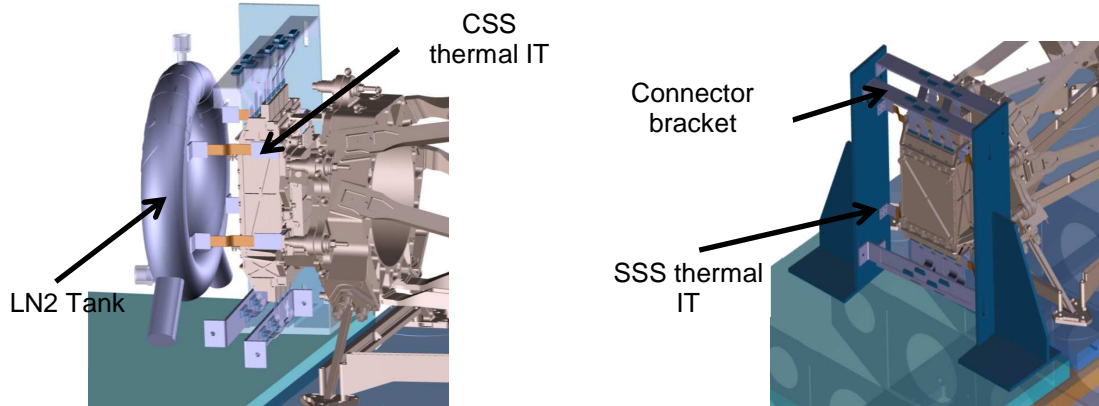 CSS
thermal IT
LN2 Tank
Connector
bracket
SSS thermal
IT